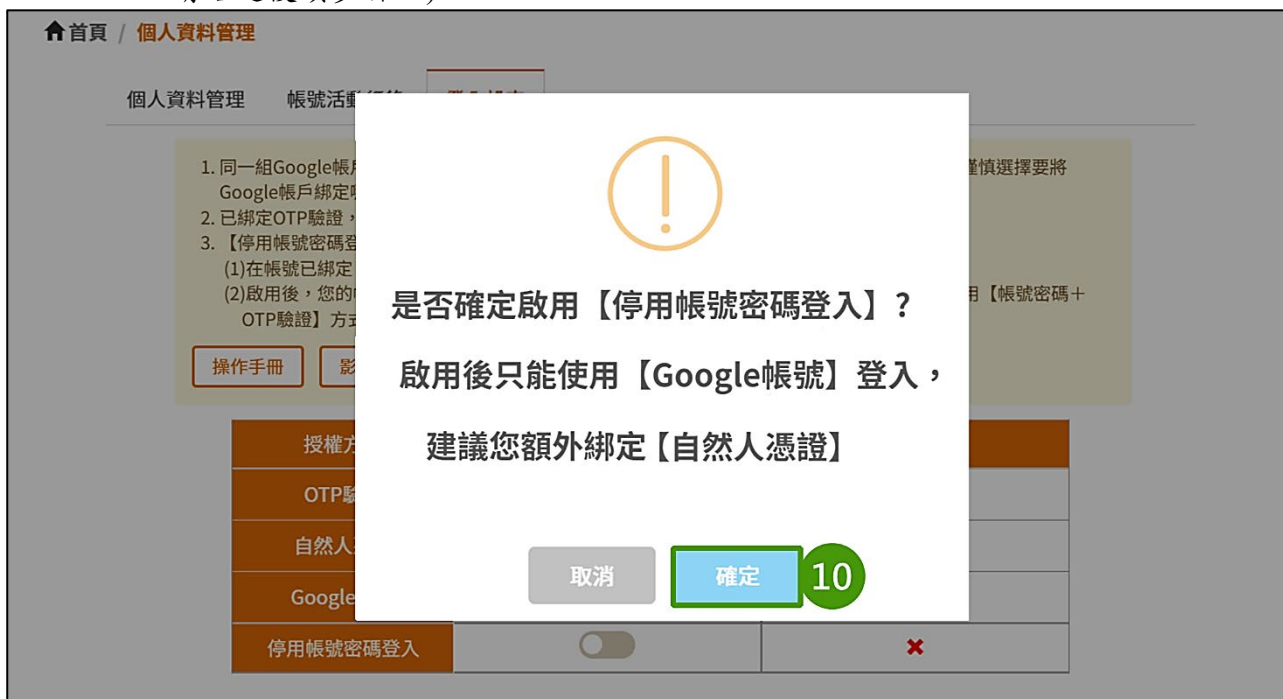 首頁 / 個人資料管理
個人資料管理 帳號活動
1. 同一組Google帳 謹慎選擇要將
Google帳戶綁定
2. 已綁定OTP驗證，
3. 【停用帳號密碼登
(1)在帳號已綁定
(2)啟用後，您的 用【帳號密碼＋
OTP驗證】方
操作手冊
是否確定啟用【停用帳號密碼登入】?
啟用後只能使用【Google帳號】登入，
建議您額外綁定【自然人憑證】
取消 確定 10
授權方
OTP驗
自然人
Google
停用帳號密碼登入